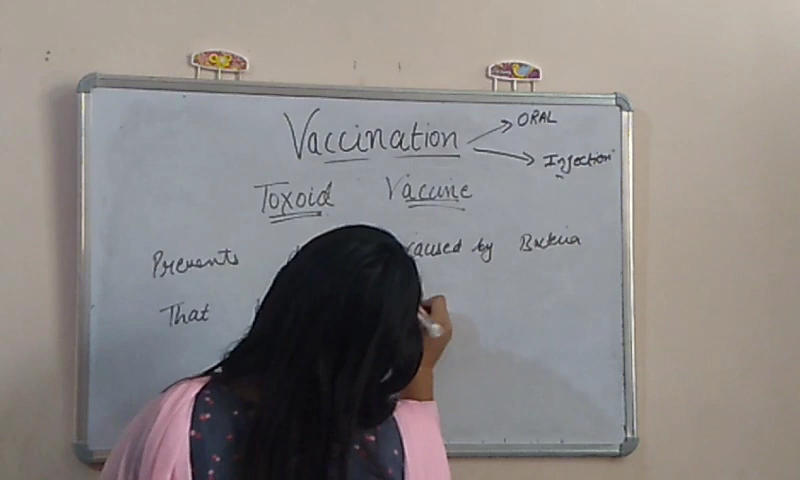 Vaccination
ORAL
Injection
Toxoid Vaccine
Prevents caused by Bacteria
That